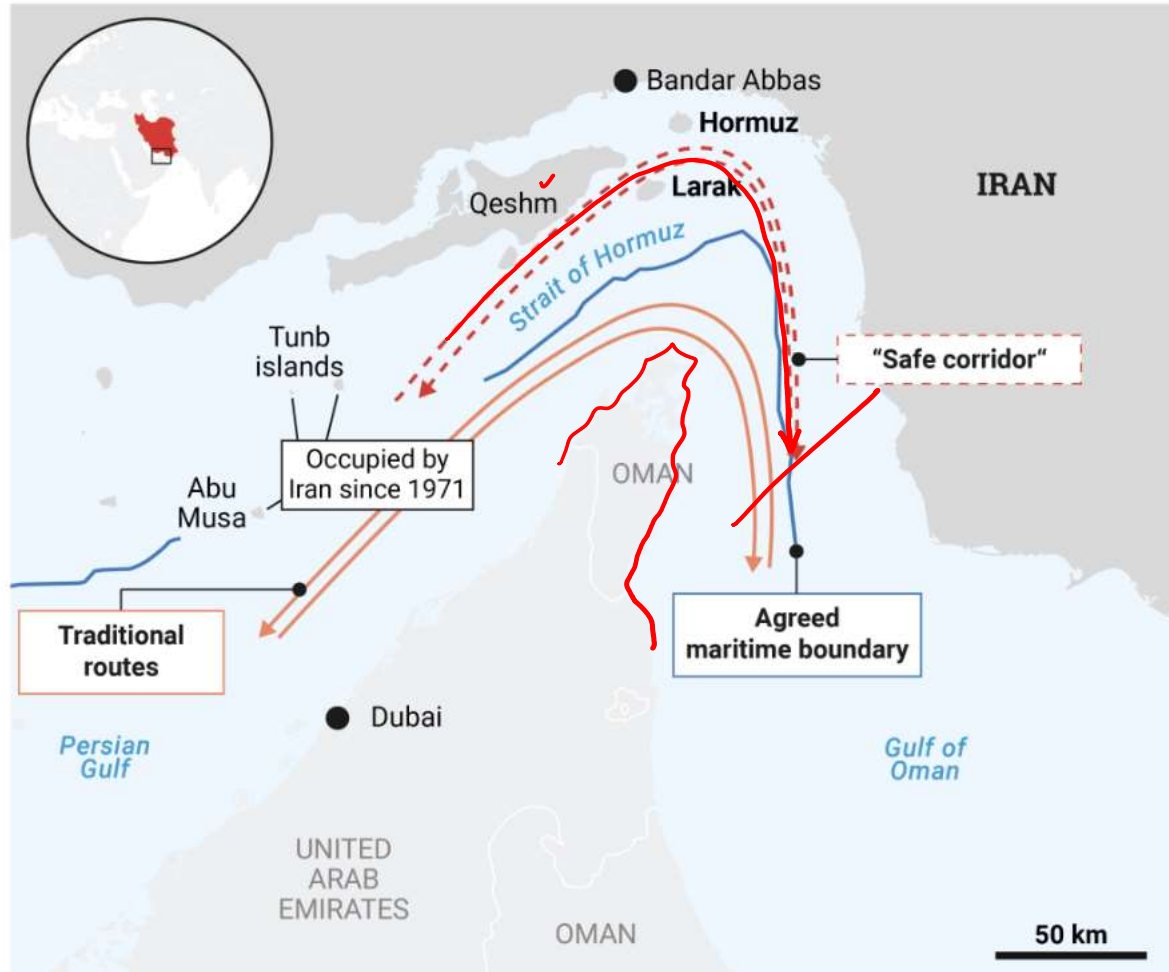 Bandar Abbas
Hormuz
Larak
Qeshm
IRAN
Strait of Hormuz
Tunb
islands
"Safe corridor"
Occupied by
Iran since 1971
OMAN
Abu
Musa
Traditional
routes
Agreed
maritime boundary
Dubai
Persian
Gulf
Gulf of
Oman
UNITED
ARAB
EMIRATES
OMAN
50 km